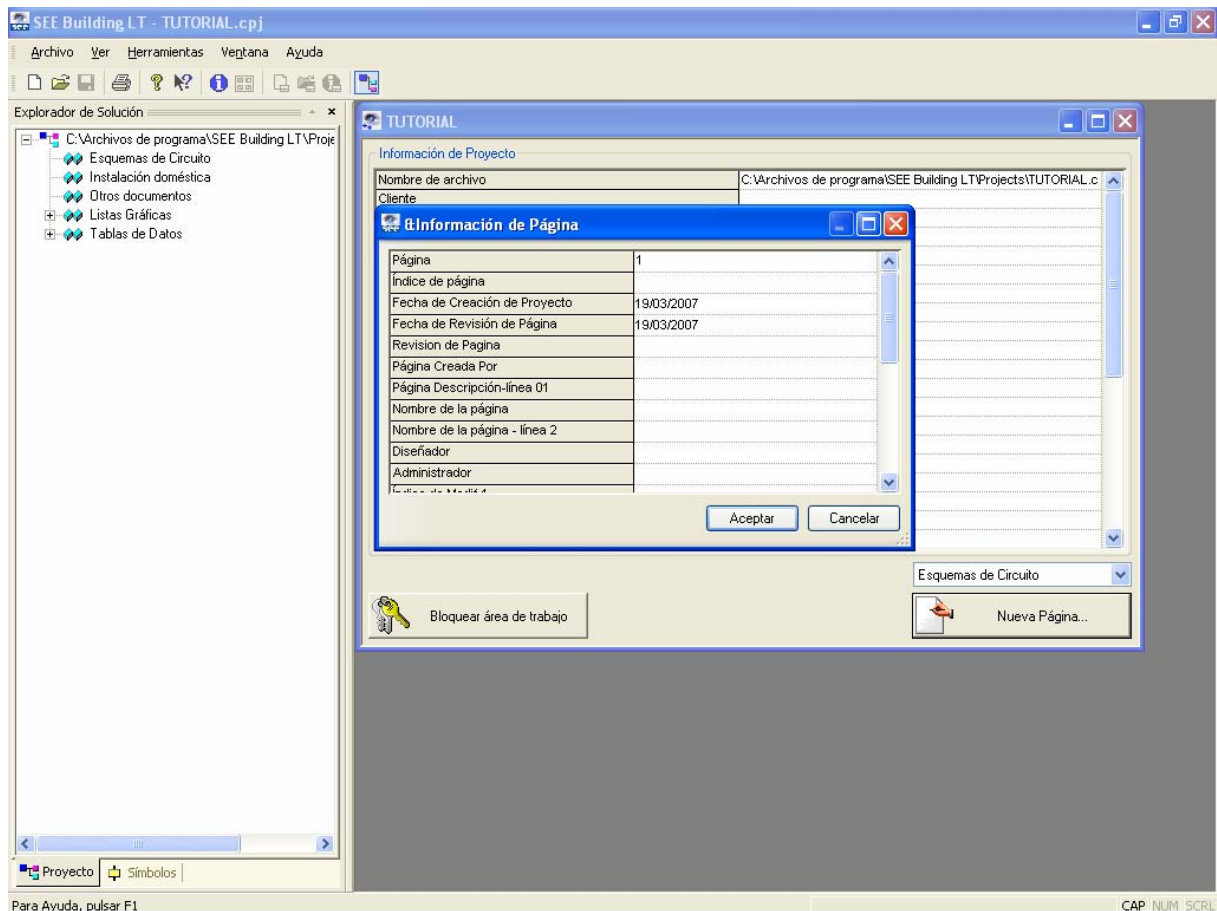 SEE Building LT - TUTORIAL.cpj
Archivo Ver Herramientas Ventana Ayuda
Explorador de Solución
C:\Archivos de programa\SEE Building LT\Proje
Esquemas de Circuito
Instalación doméstica
Otros documentos
Listas Gráficas
Tablas de Datos
Proyecto
Símbolos
TUTORIAL
Información de Proyecto
Nombre de archivo C:\Archivos de programa\SEE Building LT\Projects\TUTORIAL.c
Cliente
&Información de Página
Página 1
Índice de página
Fecha de Creación de Proyecto 19/03/2007
Fecha de Revisión de Página 19/03/2007
Revision de Pagina
Página Creada Por
Página Descripción-línea 01
Nombre de la página
Nombre de la página - línea 2
Diseñador
Administrador
Aceptar Cancelar
Esquemas de Circuito
Bloquear área de trabajo
Nueva Página...
Para Ayuda, pulsar F1
CAP NUM SCRL